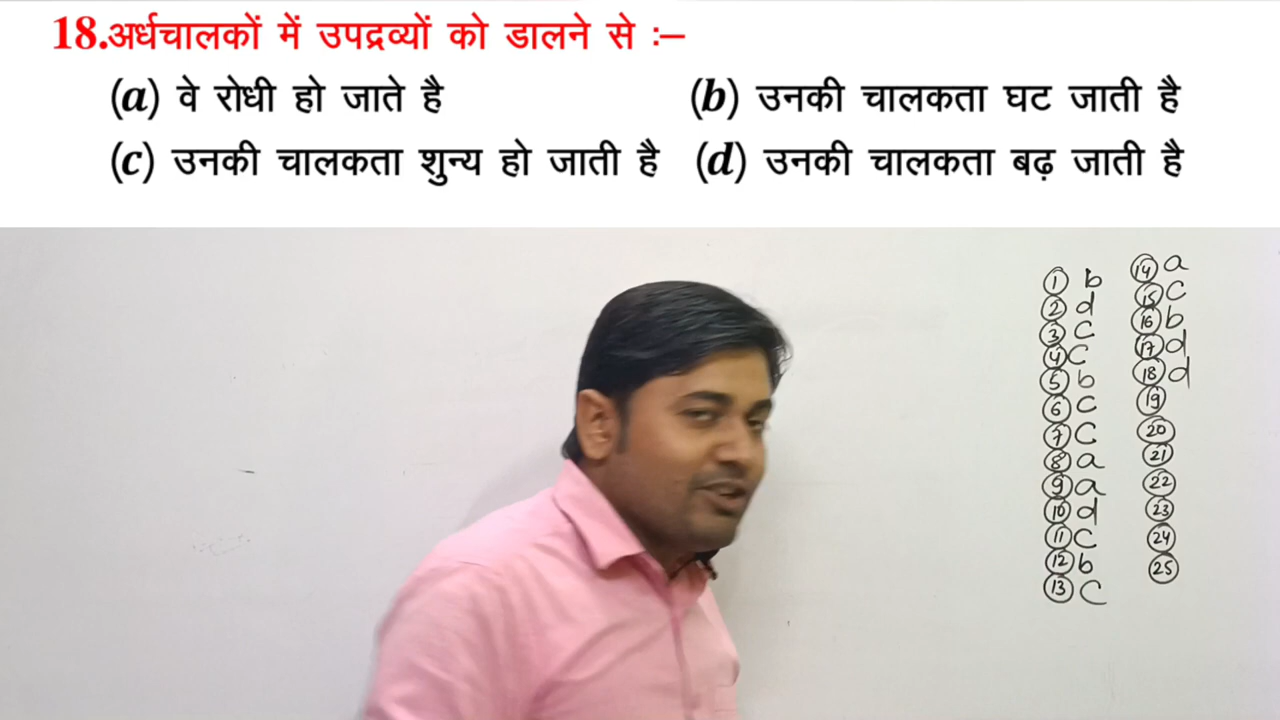 18.अर्धचालकों में उपद्रव्यों को डालने से :–
(a) वे रोधी हो जाते है (b) उनकी चालकता घट जाती है
(c) उनकी चालकता शुन्य हो जाती है (d) उनकी चालकता बढ़ जाती है
1 b
2 d
3 c
4 c
5 b
6 c
7 c
8 a
9 a
10 d
11 c
12 b
13 c
14 a
15 c
16 b
17 d
18 d
19
20
21
22
23
24
25